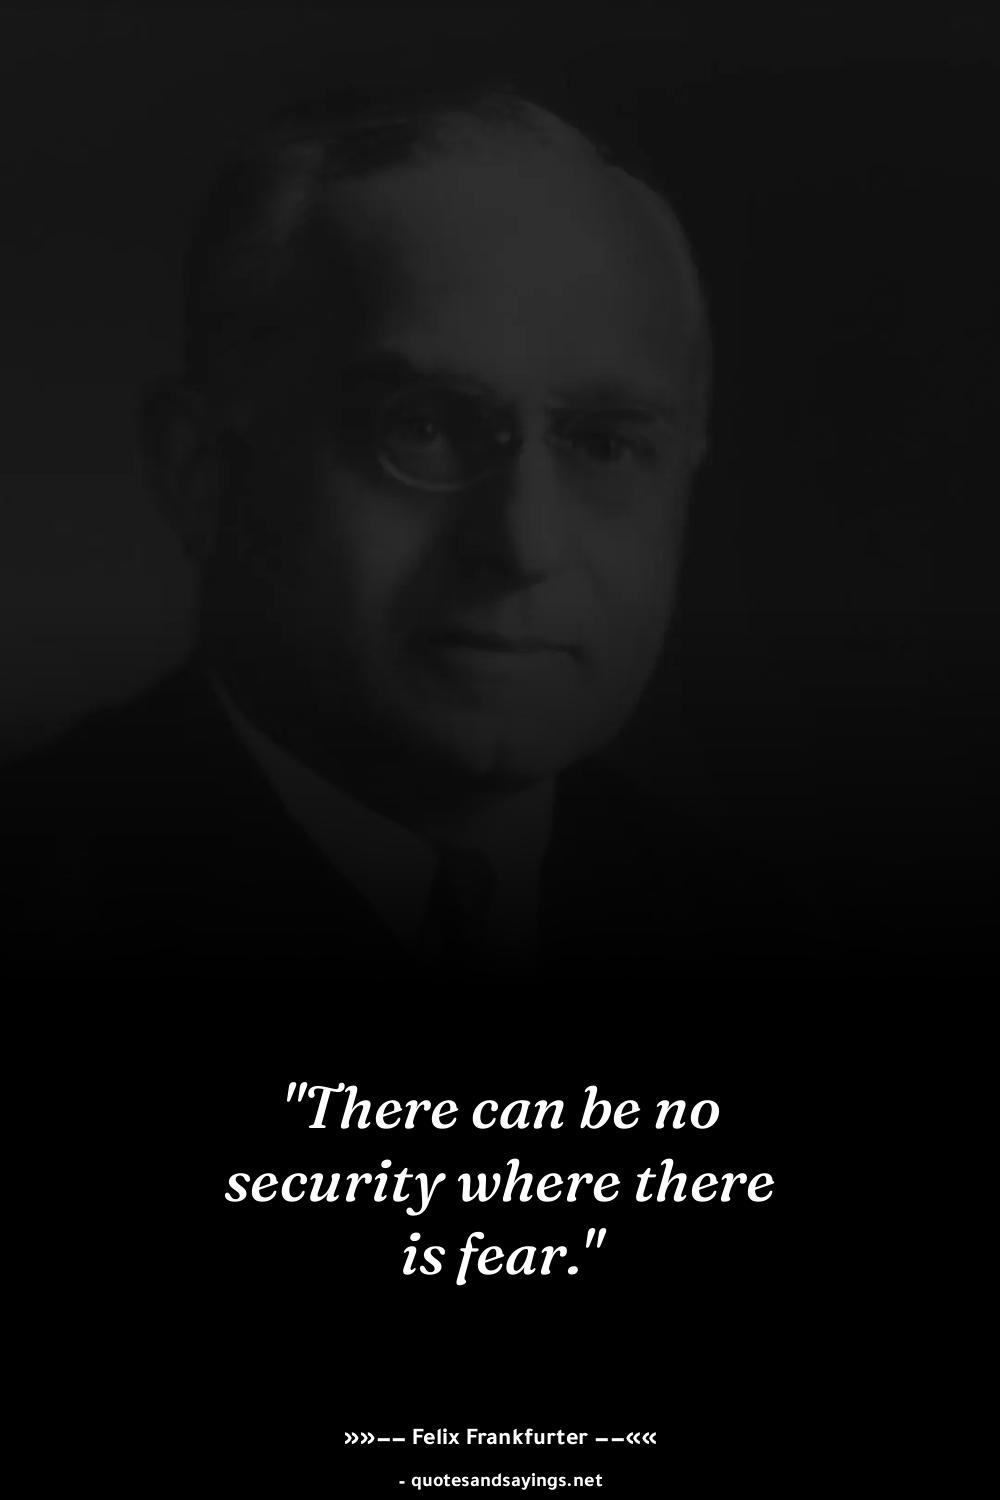 "There can be no
security where there
is fear."
»»−− Felix Frankfurter −−««
- quotesandsayings.net